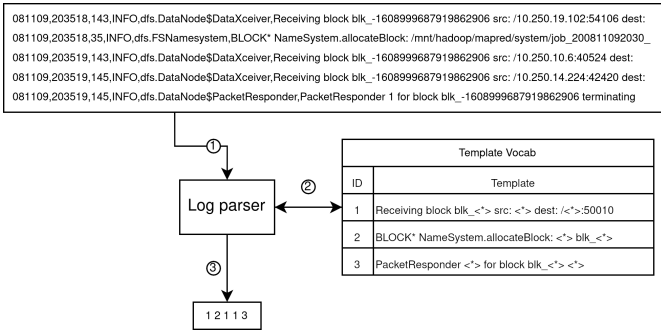 081109,203518,143,INFO,dfs.DataNode$DataXceiver,Receiving block blk_-1608999687919862906 src: /10.250.19.102:54106 dest:
081109,203518,35,INFO,dfs.FSNamesystem,BLOCK* NameSystem.allocateBlock: /mnt/hadoop/mapred/system/job_200811092030_
081109,203519,143,INFO,dfs.DataNode$DataXceiver,Receiving block blk_-1608999687919862906 src: /10.250.10.6:40524 dest:
081109,203519,145,INFO,dfs.DataNode$DataXceiver,Receiving block blk_-1608999687919862906 src: /10.250.14.224:42420 dest:
081109,203519,145,INFO,dfs.DataNode$PacketResponder,PacketResponder 1 for block blk_-1608999687919862906 terminating
1
Log parser
2
3
1 2 1 1 3
Template Vocab
ID Template
1 Receiving block blk_<*> src: <*> dest: /<*>:50010
2 BLOCK* NameSystem.allocateBlock: <*> blk_<*>
3 PacketResponder <*> for block blk_<*> <*>